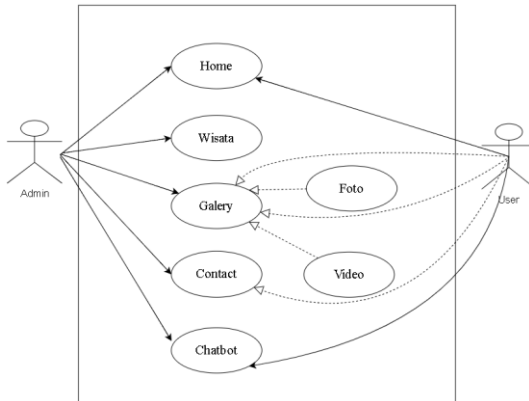 Home
Wisata
Admin
Galery
Foto
User
Contact
Video
Chatbot